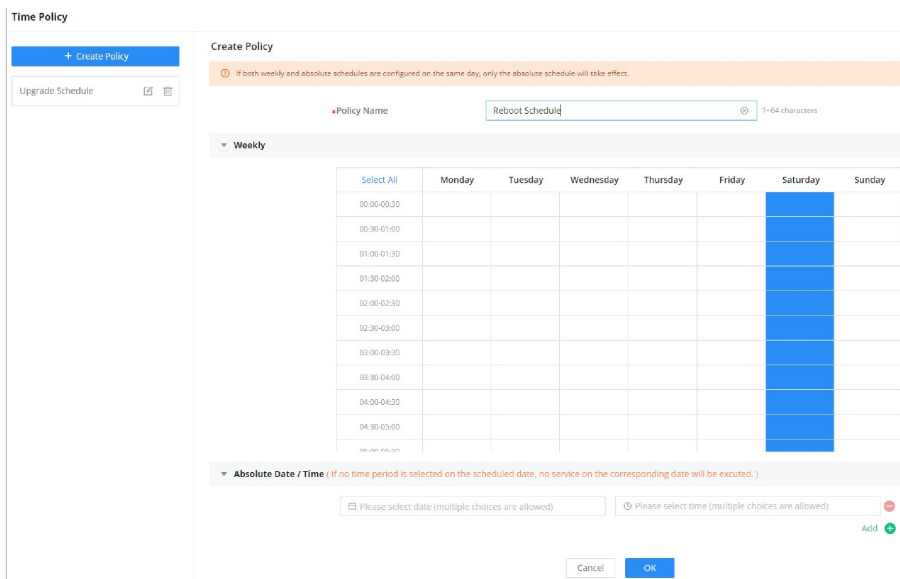 Time Policy
+ Create Policy
Upgrade Schedule
Create Policy
If both weekly and absolute schedules are configured on the same day, only the absolute schedule will take effect.
*Policy Name
Reboot Schedule
1~64 characters
Weekly
Select All Monday Tuesday Wednesday Thursday Friday Saturday Sunday
00:00-00:30
00:30-01:00
01:00-01:30
01:30-02:00
02:00-02:30
02:30-03:00
03:00-03:30
03:30-04:00
04:00-04:30
04:30-05:00
05:00-05:30
Absolute Date / Time ( If no time period is selected on the scheduled date, no service on the corresponding date will be excuted. )
Please select date (multiple choices are allowed) Please select time (multiple choices are allowed)
Add
Cancel OK